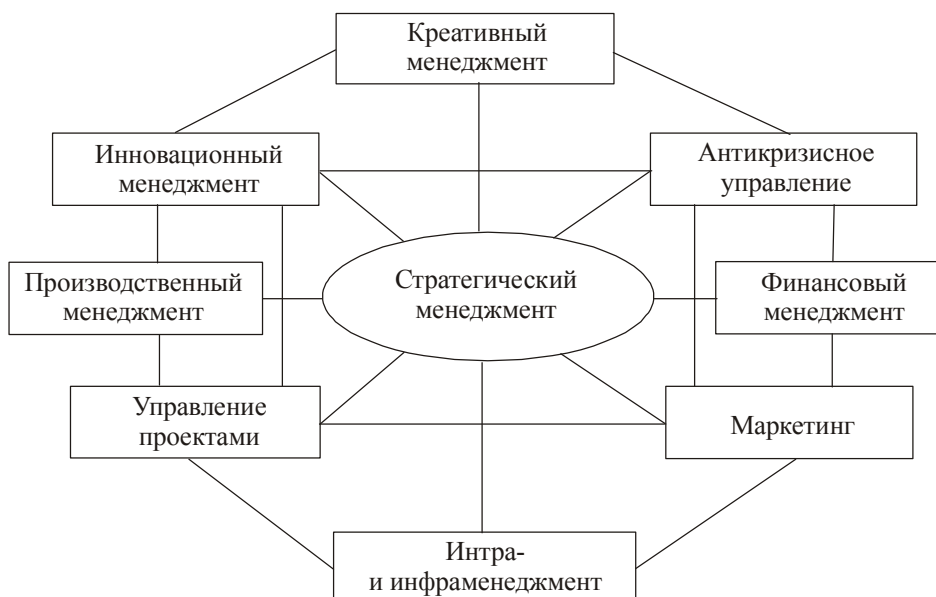 Креативный
менеджмент
Инновационный
менеджмент
Антикризисное
управление
Производственный
менеджмент
Стратегический
менеджмент
Финансовый
менеджмент
Управление
проектами
Маркетинг
Интра-
и инфраменеджмент